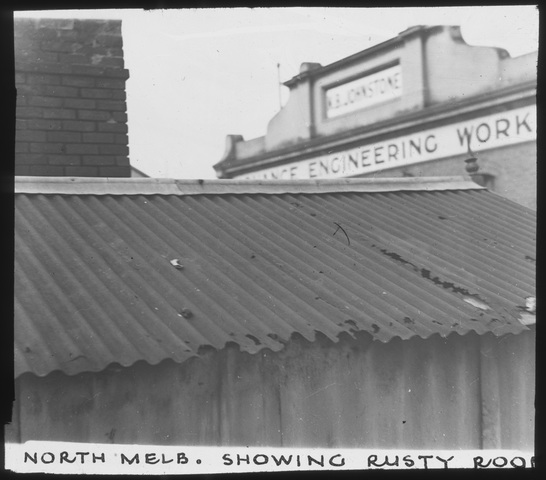 K.B. JOHNSTONE
ENGINEERING WORK
NORTH MELB. SHOWING RUSTY ROOF